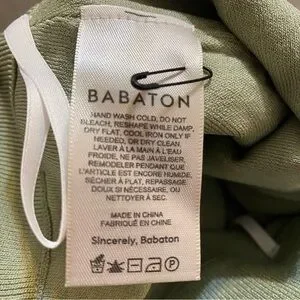 BABATON
HAND WASH COLD, DO NOT
BLEACH, RESHAPE WHILE DAMP,
DRY FLAT, COOL IRON ONLY IF
NEEDED, OR DRY CLEAN
LAVER À LA MAIN À L'EAU
FROIDE, NE PAS JAVELISER,
REMODELER PENDANT QUE
L'ARTICLE EST ENCORE HUMIDE,
SÉCHER À PLAT, REPASSAGE
DOUX SI NÉCESSAIRE, OU
NETTOYER À SEC
MADE IN CHINA
FABRIQUÉ EN CHINE
Sincerely, Babaton
P